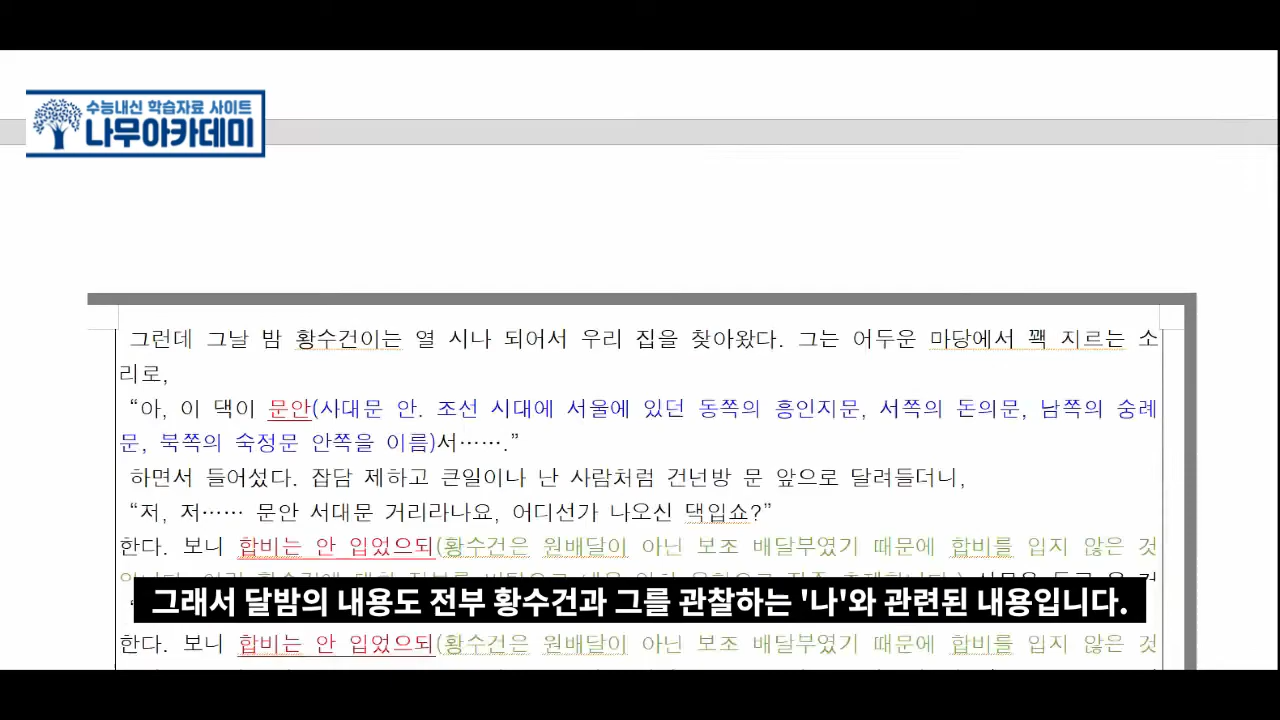 수능내신 학습자료 사이트
나무아카데미
그런데 그날 밤 황수건이는 열 시나 되어서 우리 집을 찾아왔다. 그는 어두운 마당에서 꽥 지르는 소
리로,
“아, 이 댁이 문안(사대문 안. 조선 시대에 서울에 있던 동쪽의 흥인지문, 서쪽의 돈의문, 남쪽의 숭례
문, 북쪽의 숙정문 안쪽을 이름)서…….”
하면서 들어섰다. 잡담 제하고 큰일이나 난 사람처럼 건넌방 문 앞으로 달려들더니,
“저, 저…… 문안 서대문 거리라나요, 어디선가 나오신 댁입쇼?”
한다. 보니 합비는 안 입었으되(황수건은 원배달이 아닌 보조 배달부였기 때문에 합비를 입지 않은 것
그래서 달밤의 내용도 전부 황수건과 그를 관찰하는 '나'와 관련된 내용입니다.
한다. 보니 합비는 안 입었으되(황수건은 원배달이 아닌 보조 배달부였기 때문에 합비를 입지 않은 것